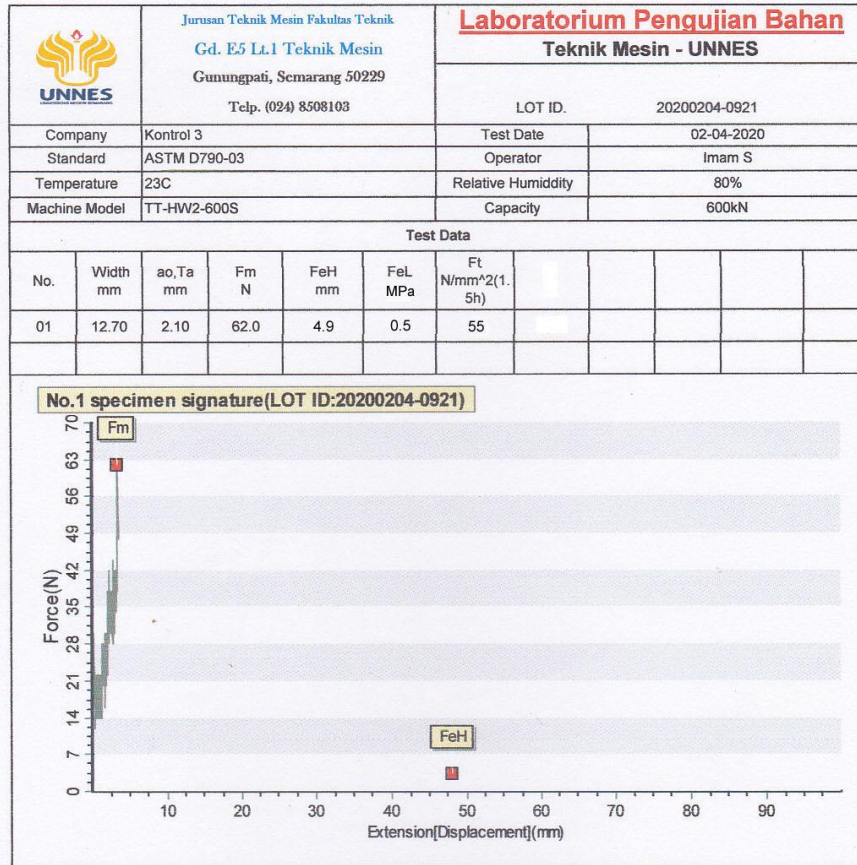 UNNES
Jurusan Teknik Mesin Fakultas Teknik
Gd. E5 Lt.1 Teknik Mesin
Gunungpati, Semarang 50229
Telp. (024) 8508103
Laboratorium Pengujian Bahan
Teknik Mesin - UNNES
LOT ID. 20200204-0921
Company Kontrol 3 Test Date 02-04-2020
Standard ASTM D790-03 Operator Imam S
Temperature 23C Relative Humiddity 80%
Machine Model TT-HW2-600S Capacity 600kN
Test Data
No. Width mm ao,Ta mm Fm N FeH mm FeL MPa Ft N/mm^2(1.5h)
01 12.70 2.10 62.0 4.9 0.5 55
No.1 specimen signature(LOT ID:20200204-0921)
Fm
FeH
Force(N)
70
63
56
49
42
35
28
21
14
7
0
10 20 30 40 50 60 70 80 90
Extension[Displacement](mm)